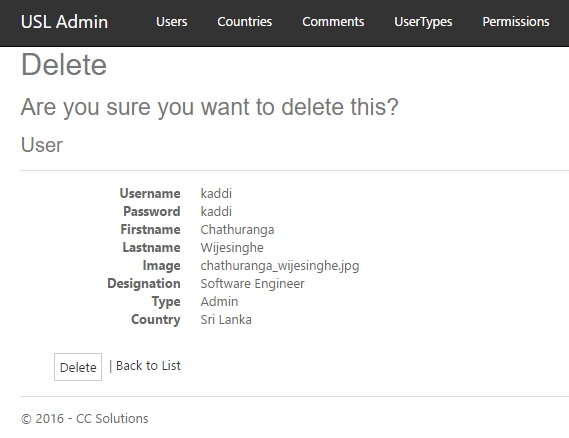 USL Admin Users Countries Comments UserTypes Permissions
Delete
Are you sure you want to delete this?
User
Username kaddi
Password kaddi
Firstname Chathuranga
Lastname Wijesinghe
Image chathuranga_wijesinghe.jpg
Designation Software Engineer
Type Admin
Country Sri Lanka
Delete | Back to List
© 2016 - CC Solutions